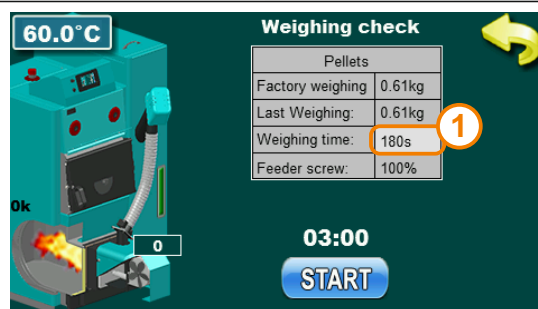 60.0°C
Weighing check
Pellets
Factory weighing 0.61kg
Last Weighing: 0.61kg
Weighing time: 180s
1
Feeder screw: 100%
0k
0
03:00
START